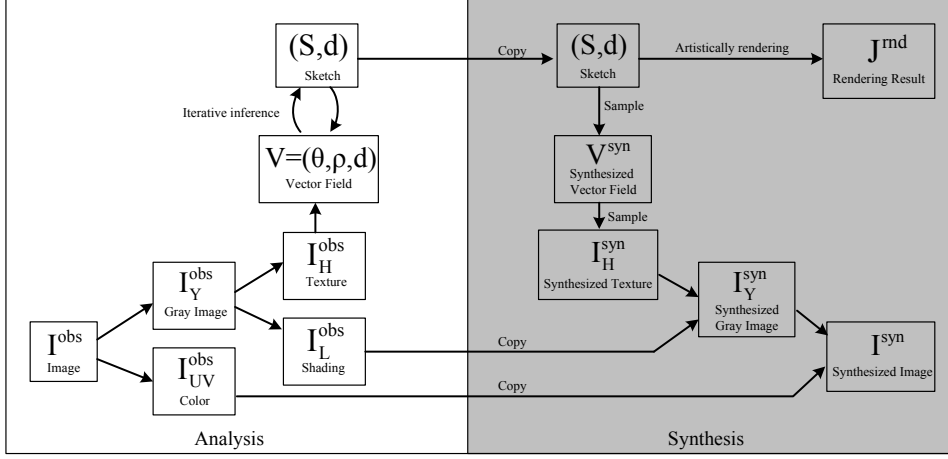 (S,d)
Sketch
Iterative inference
V=(θ,ρ,d)
Vector Field
I_H^obs
Texture
I_Y^obs
Gray Image
I^obs
Image
I_L^obs
Shading
I_UV^obs
Color
Analysis
Copy
Copy
Copy
(S,d)
Sketch
Artistically rendering
J^rnd
Rendering Result
Sample
V^syn
Synthesized
Vector Field
Sample
I_H^syn
Synthesized Texture
I_Y^syn
Synthesized
Gray Image
I^syn
Synthesized Image
Synthesis